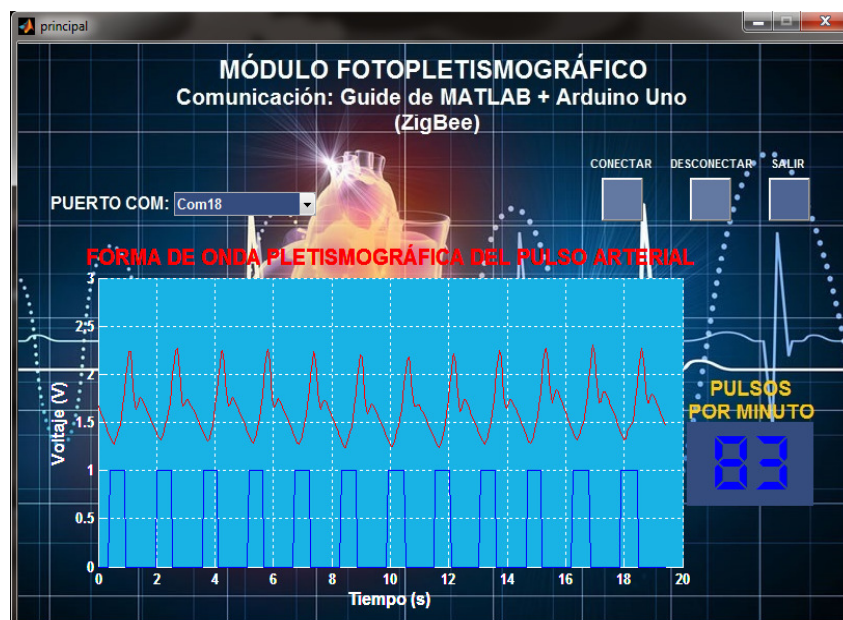 principal
MÓDULO FOTOPLETISMOGRÁFICO
Comunicación: Guide de MATLAB + Arduino Uno
(ZigBee)
CONECTAR DESCONECTAR SALIR
PUERTO COM: Com18
FORMA DE ONDA PLETISMOGRÁFICA DEL PULSO ARTERIAL
3
2,5
2
1.5
1
0.5
0
Voltaje (V)
0 2 4 6 8 10 12 14 16 18 20
Tiempo (s)
PULSOS
POR MINUTO
83